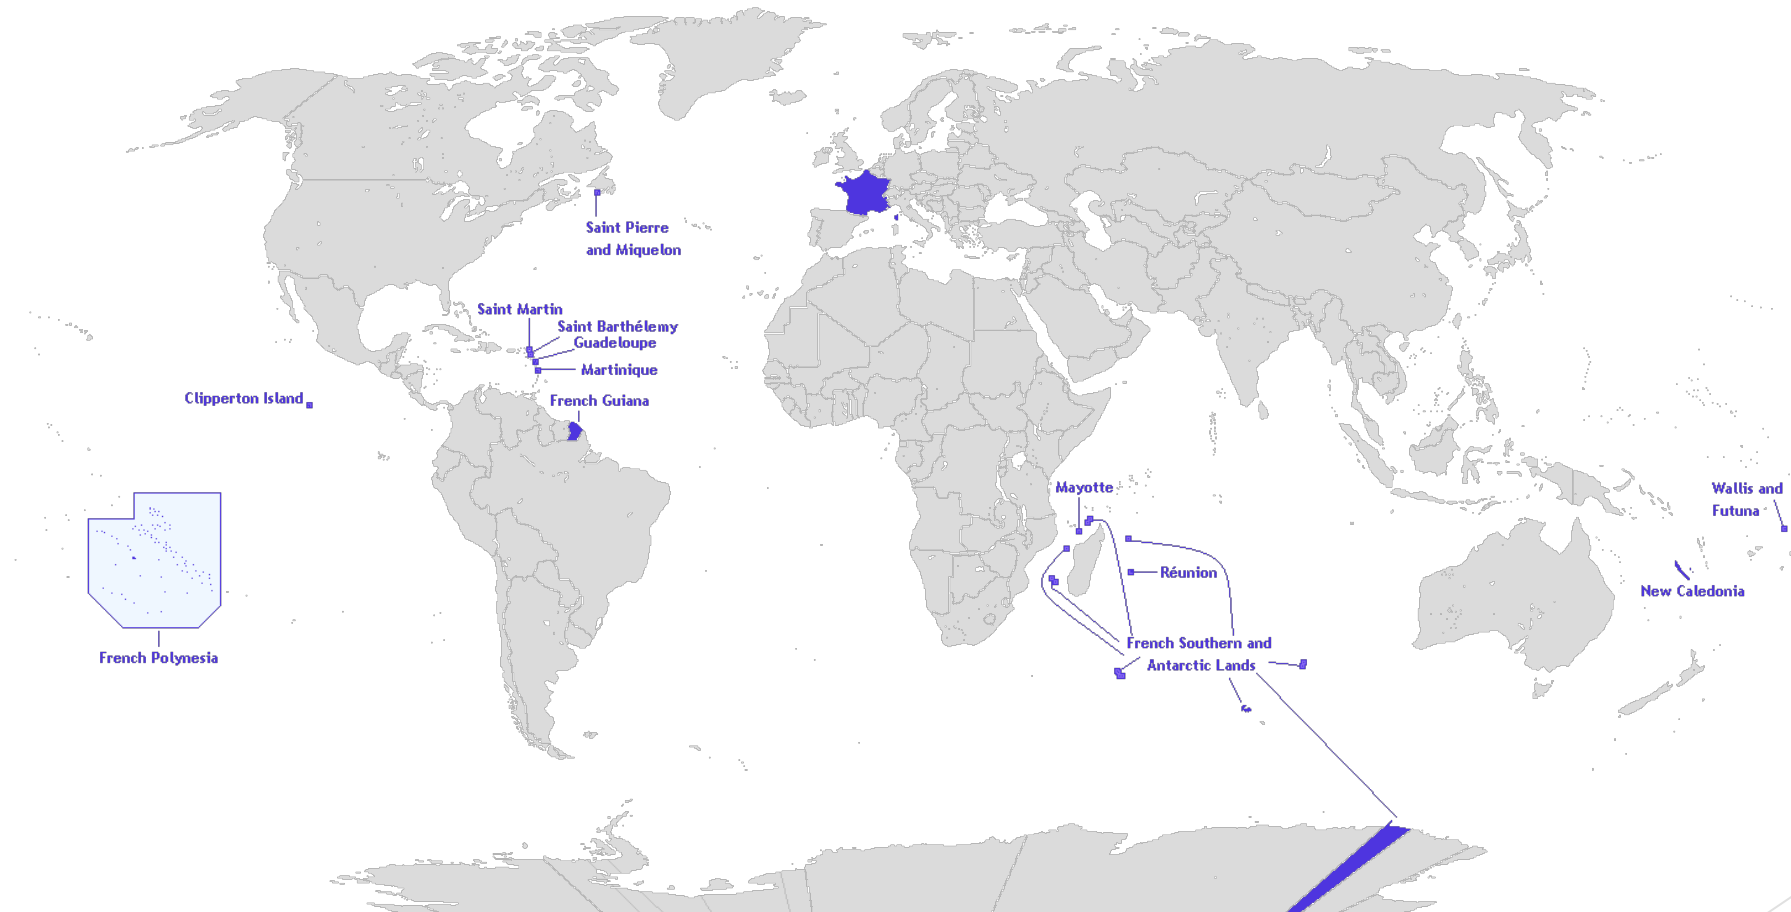 Saint Pierre
and Miquelon
Saint Martin
Saint Barthélemy
Guadeloupe
Martinique
Clipperton Island
French Guiana
Mayotte
Wallis and
Futuna
Réunion
New Caledonia
French Southern and
Antarctic Lands
French Polynesia